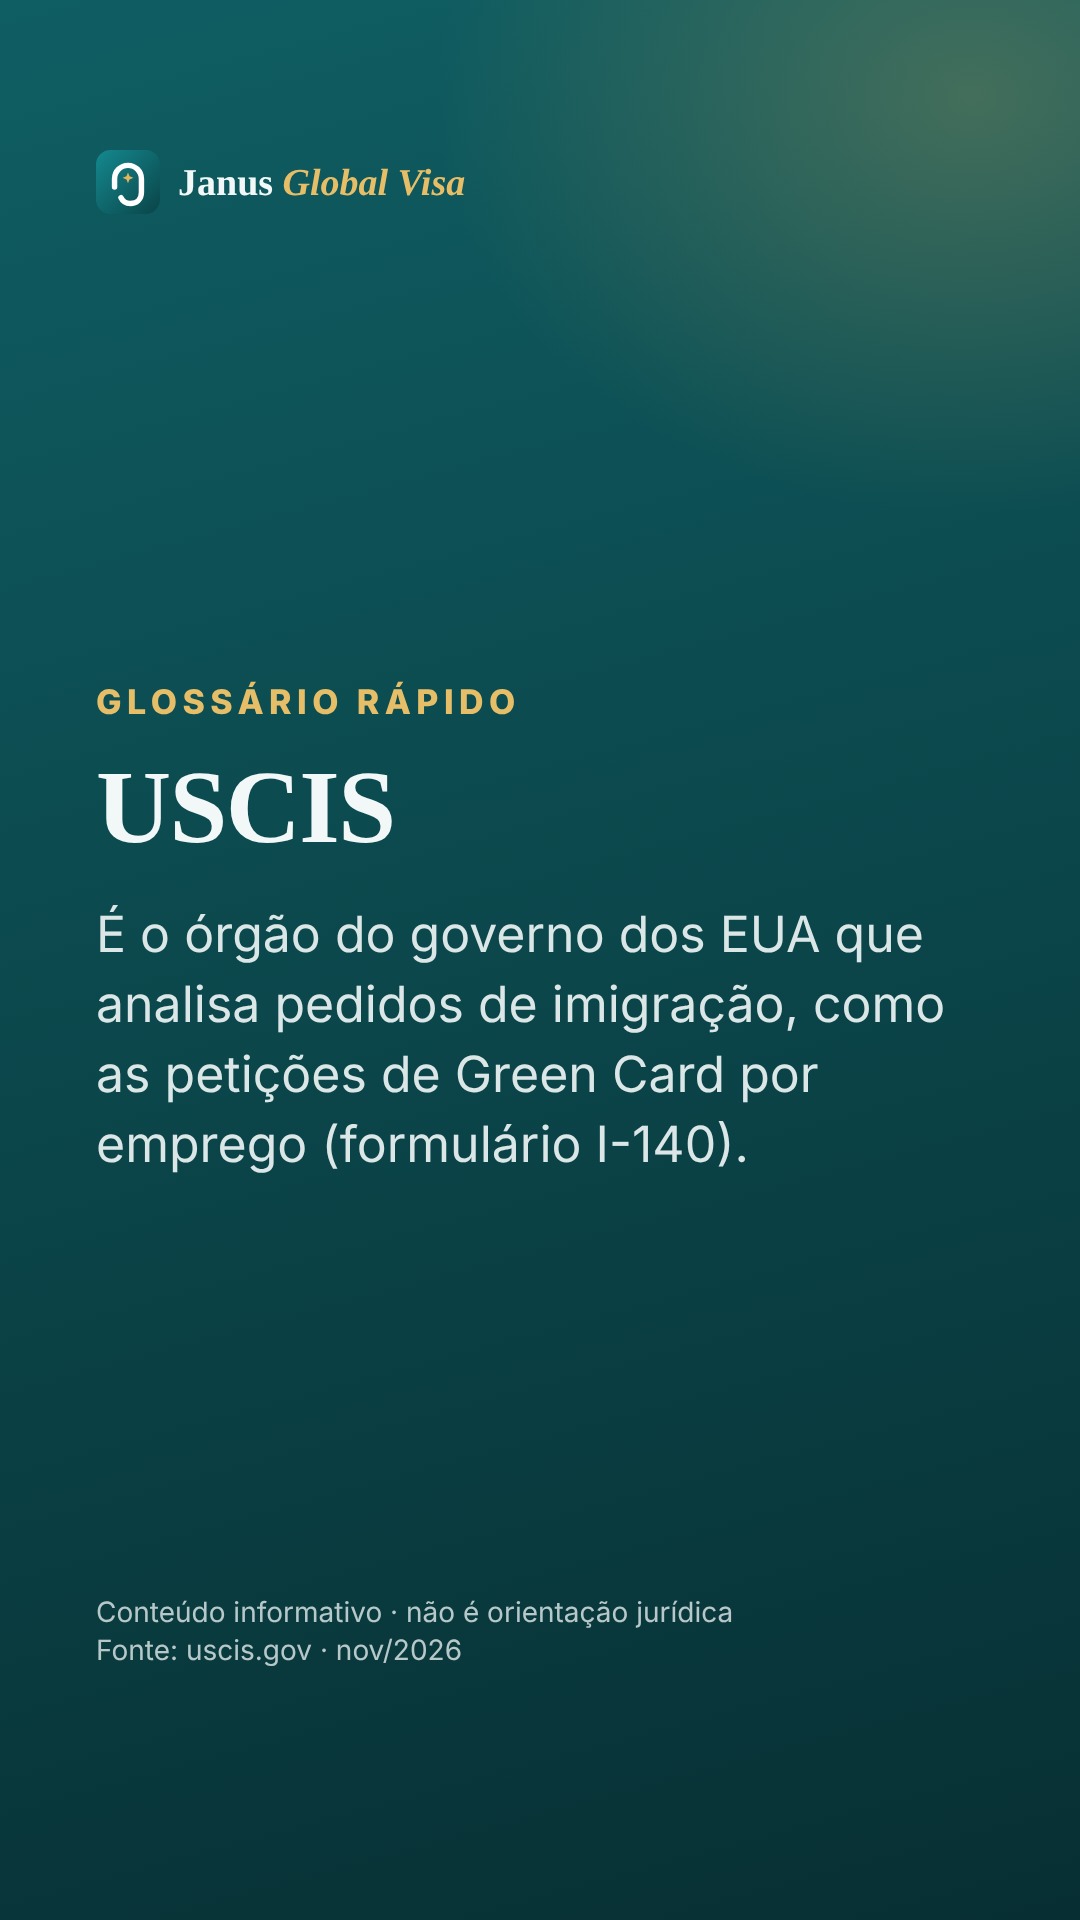 Janus Global Visa
GLOSSÁRIO RÁPIDO
USCIS
É o órgão do governo dos EUA que
analisa pedidos de imigração, como
as petições de Green Card por
emprego (formulário I-140).
Conteúdo informativo · não é orientação jurídica
Fonte: uscis.gov · nov/2026